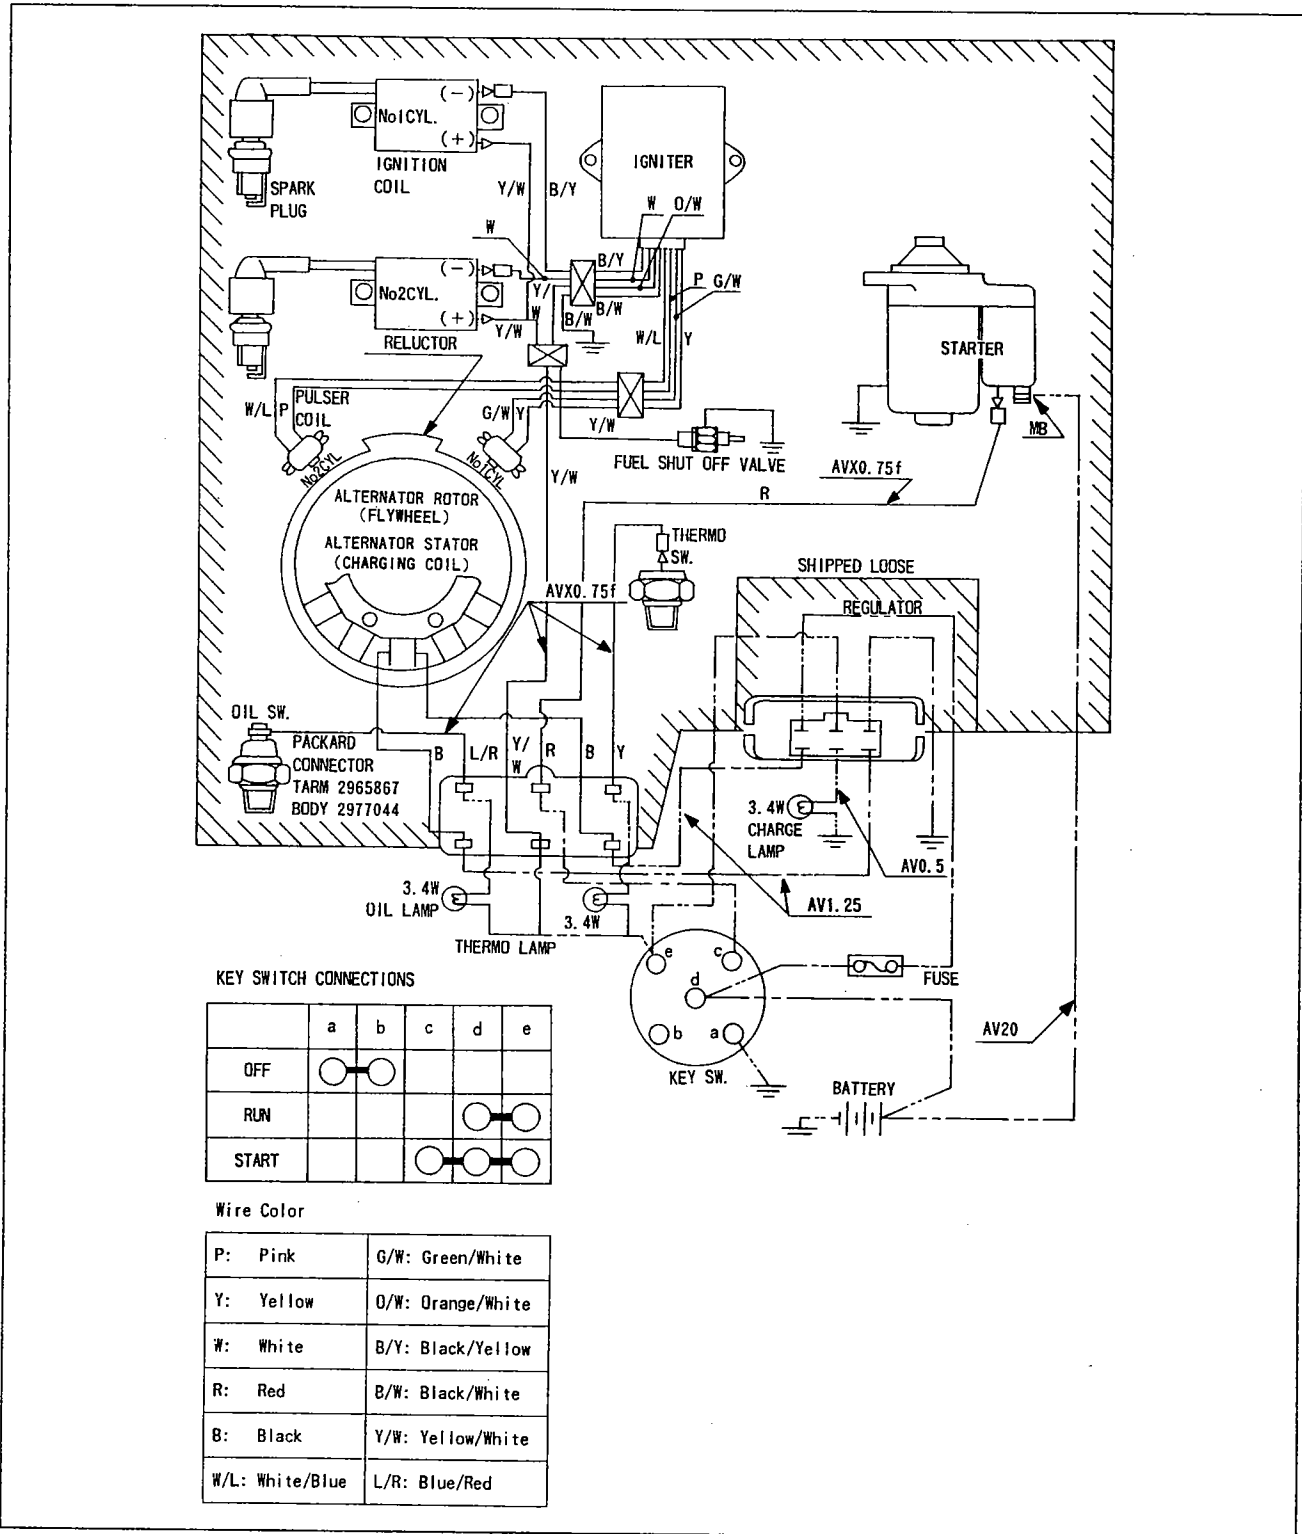 (-)
No1CYL.
(+)
IGNITION
COIL
SPARK
PLUG
IGNITER
Y/W
B/Y
W
O/W
W
B/Y
P G/W
(-)
No2CYL.
(+)
Y/
W
B/W
B/W
Y/W
W/L
Y
RELUCTOR
STARTER
W/L
P
PULSER
COIL
G/W
Y
Y/W
MB
No2CYL
No1CYL
FUEL SHUT OFF VALVE
AVX0.75f
Y/W
R
ALTERNATOR ROTOR
(FLYWHEEL)
ALTERNATOR STATOR
(CHARGING COIL)
THERMO
SW.
AVX0.75f
SHIPPED LOOSE
REGULATOR
OIL SW.
PACKARD
CONNECTOR
TARM 2965867
BODY 2977044
B
L/R
Y/
W
R
B
Y
3.4W
CHARGE
LAMP
AV0.5
3.4W
OIL LAMP
3.4W
THERMO LAMP
AV1.25
e
c
d
b
a
KEY SW.
FUSE
AV20
BATTERY
KEY SWITCH CONNECTIONS
a b c d e
OFF
RUN
START
Wire Color
P: Pink G/W: Green/White
Y: Yellow O/W: Orange/White
W: White B/Y: Black/Yellow
R: Red B/W: Black/White
B: Black Y/W: Yellow/White
W/L: White/Blue L/R: Blue/Red